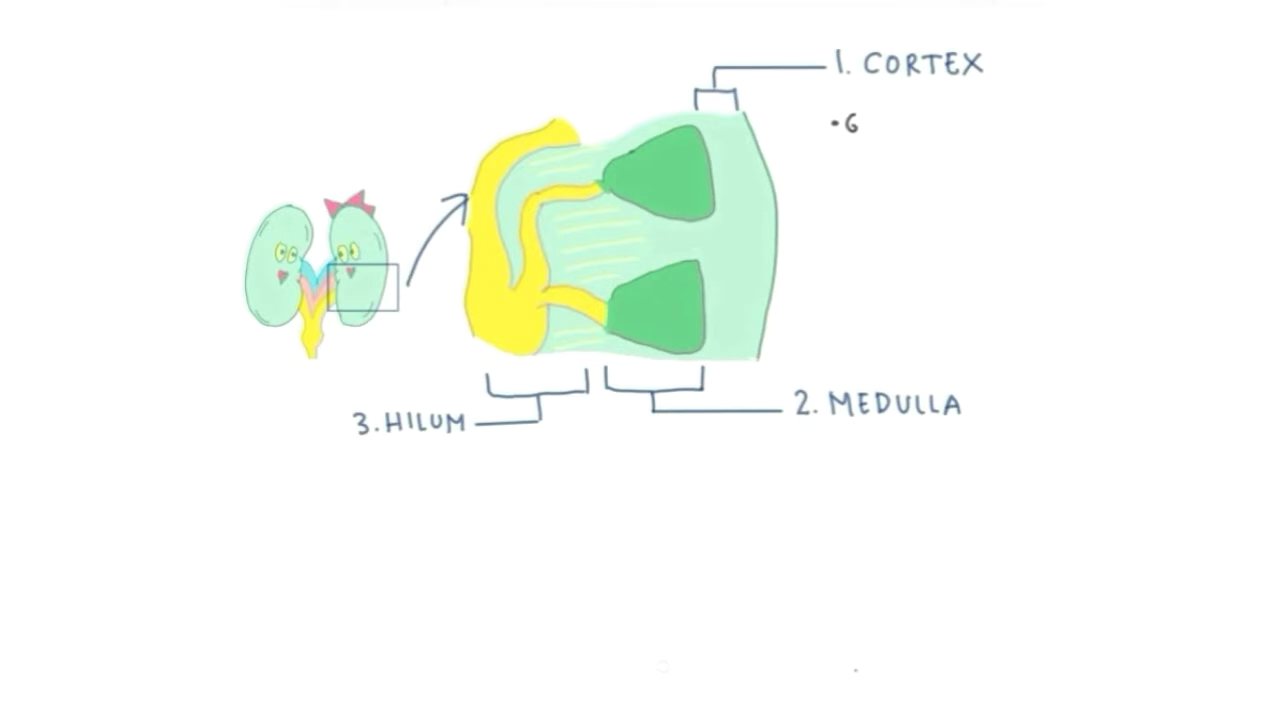 1. CORTEX
• G
3. HILUM
2. MEDULLA